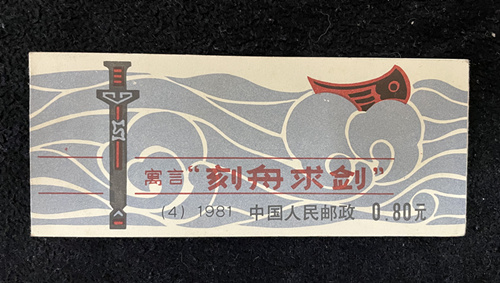 寓言“刻舟求剑”
(4) 1981 中国人民邮政 0.80元